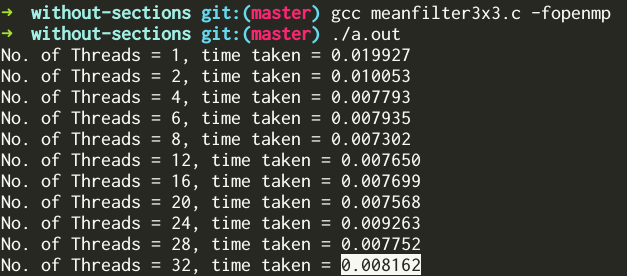 ➜ without-sections git:(master) gcc meanfilter3x3.c -fopenmp
➜ without-sections git:(master) ./a.out
No. of Threads = 1, time taken = 0.019927
No. of Threads = 2, time taken = 0.010053
No. of Threads = 4, time taken = 0.007793
No. of Threads = 6, time taken = 0.007935
No. of Threads = 8, time taken = 0.007302
No. of Threads = 12, time taken = 0.007650
No. of Threads = 16, time taken = 0.007699
No. of Threads = 20, time taken = 0.007568
No. of Threads = 24, time taken = 0.009263
No. of Threads = 28, time taken = 0.007752
No. of Threads = 32, time taken = 0.008162